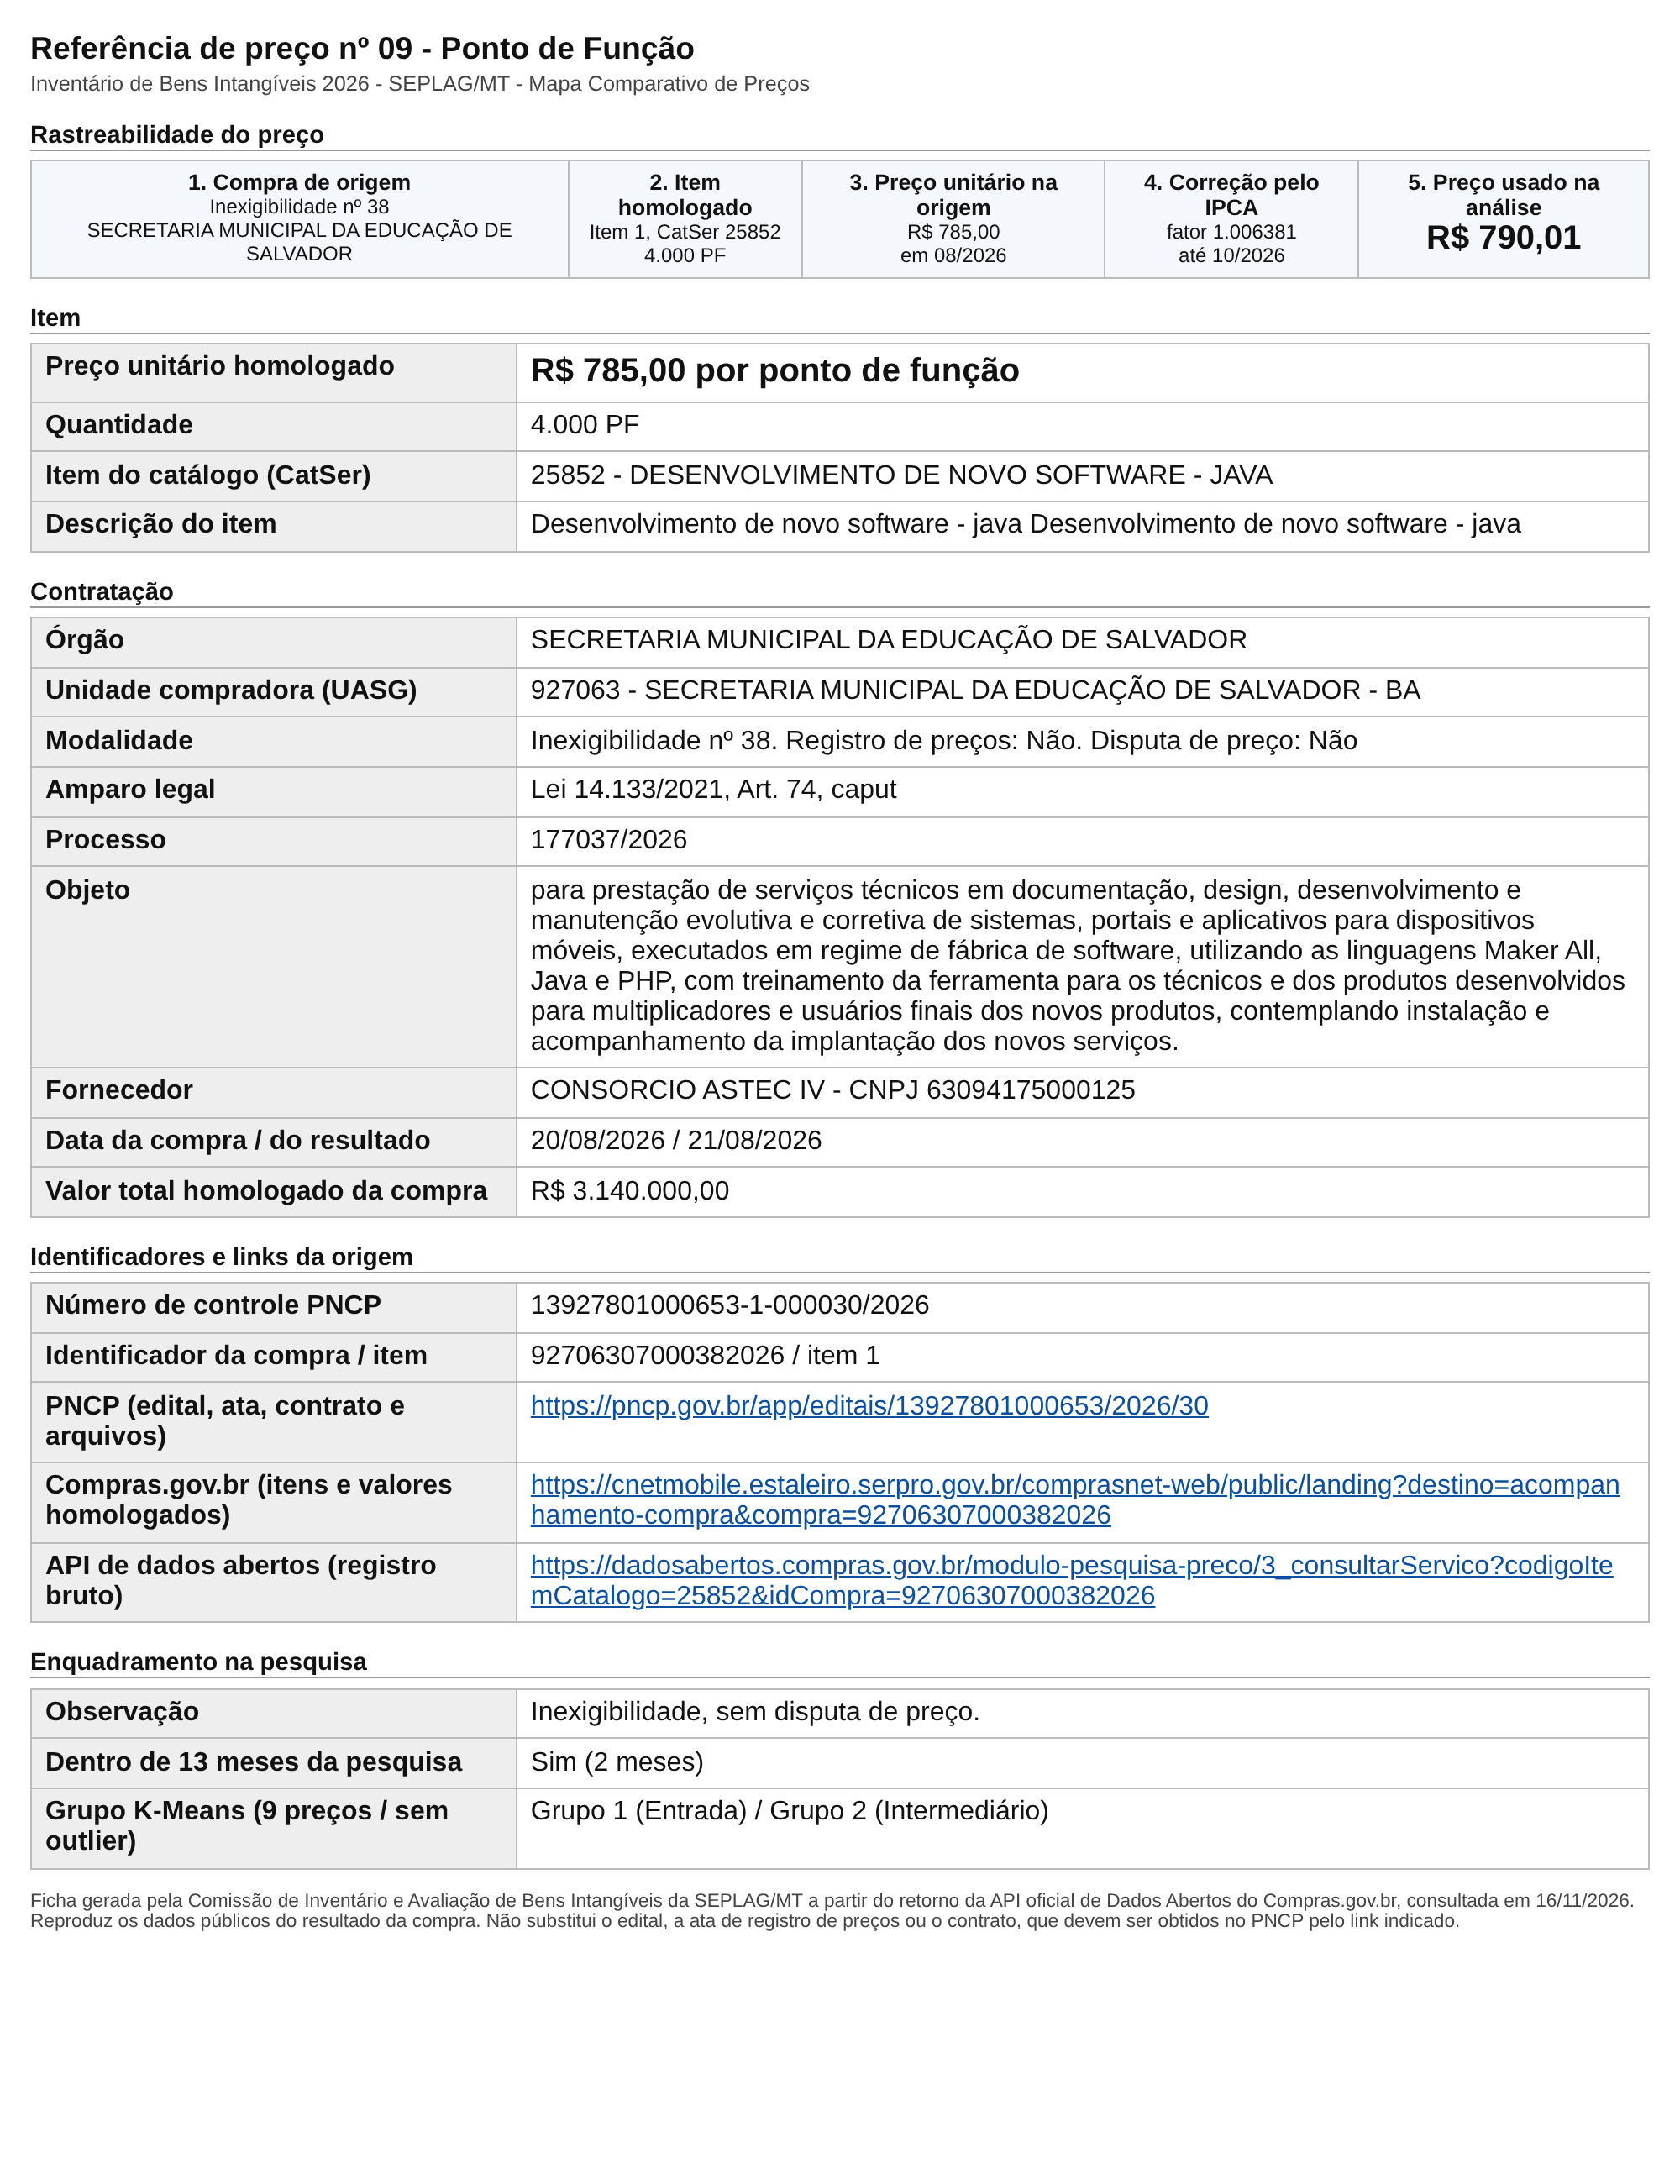 Referência de preço nº 09 - Ponto de Função
Inventário de Bens Intangíveis 2026 - SEPLAG/MT - Mapa Comparativo de Preços
Rastreabilidade do preço
1. Compra de origem
Inexigibilidade nº 38
SECRETARIA MUNICIPAL DA EDUCAÇÃO DE
SALVADOR
2. Item
homologado
Item 1, CatSer 25852
4.000 PF
3. Preço unitário na
origem
R$ 785,00
em 08/2026
4. Correção pelo
IPCA
fator 1.006381
até 10/2026
5. Preço usado na
análise
R$ 790,01
Item
Preço unitário homologado
R$ 785,00 por ponto de função
Quantidade
4.000 PF
Item do catálogo (CatSer)
25852 - DESENVOLVIMENTO DE NOVO SOFTWARE - JAVA
Descrição do item
Desenvolvimento de novo software - java Desenvolvimento de novo software - java
Contratação
Órgão
SECRETARIA MUNICIPAL DA EDUCAÇÃO DE SALVADOR
Unidade compradora (UASG)
927063 - SECRETARIA MUNICIPAL DA EDUCAÇÃO DE SALVADOR - BA
Modalidade
Inexigibilidade nº 38. Registro de preços: Não. Disputa de preço: Não
Amparo legal
Lei 14.133/2021, Art. 74, caput
Processo
177037/2026
Objeto
para prestação de serviços técnicos em documentação, design, desenvolvimento e
manutenção evolutiva e corretiva de sistemas, portais e aplicativos para dispositivos
móveis, executados em regime de fábrica de software, utilizando as linguagens Maker All,
Java e PHP, com treinamento da ferramenta para os técnicos e dos produtos desenvolvidos
para multiplicadores e usuários finais dos novos produtos, contemplando instalação e
acompanhamento da implantação dos novos serviços.
Fornecedor
CONSORCIO ASTEC IV - CNPJ 63094175000125
Data da compra / do resultado
20/08/2026 / 21/08/2026
Valor total homologado da compra
R$ 3.140.000,00
Identificadores e links da origem
Número de controle PNCP
13927801000653-1-000030/2026
Identificador da compra / item
92706307000382026 / item 1
PNCP (edital, ata, contrato e
arquivos)
https://pncp.gov.br/app/editais/13927801000653/2026/30
Compras.gov.br (itens e valores
homologados)
https://cnetmobile.estaleiro.serpro.gov.br/comprasnet-web/public/landing?destino=acompan
hamento-compra&compra=92706307000382026
API de dados abertos (registro
bruto)
https://dadosabertos.compras.gov.br/modulo-pesquisa-preco/3_consultarServico?codigoIte
mCatalogo=25852&idCompra=92706307000382026
Enquadramento na pesquisa
Observação
Inexigibilidade, sem disputa de preço.
Dentro de 13 meses da pesquisa
Sim (2 meses)
Grupo K-Means (9 preços / sem
outlier)
Grupo 1 (Entrada) / Grupo 2 (Intermediário)
Ficha gerada pela Comissão de Inventário e Avaliação de Bens Intangíveis da SEPLAG/MT a partir do retorno da API oficial de Dados Abertos do Compras.gov.br, consultada em 16/11/2026.
Reproduz os dados públicos do resultado da compra. Não substitui o edital, a ata de registro de preços ou o contrato, que devem ser obtidos no PNCP pelo link indicado.